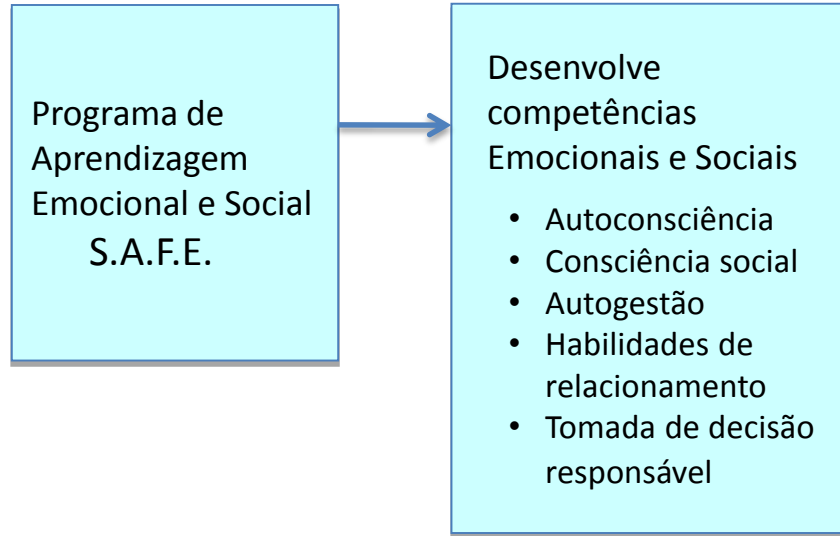 Programa de
Aprendizagem
Emocional e Social
S.A.F.E.
Desenvolve
competências
Emocionais e Sociais
• Autoconsciência
• Consciência social
• Autogestão
• Habilidades de
relacionamento
• Tomada de decisão
responsável